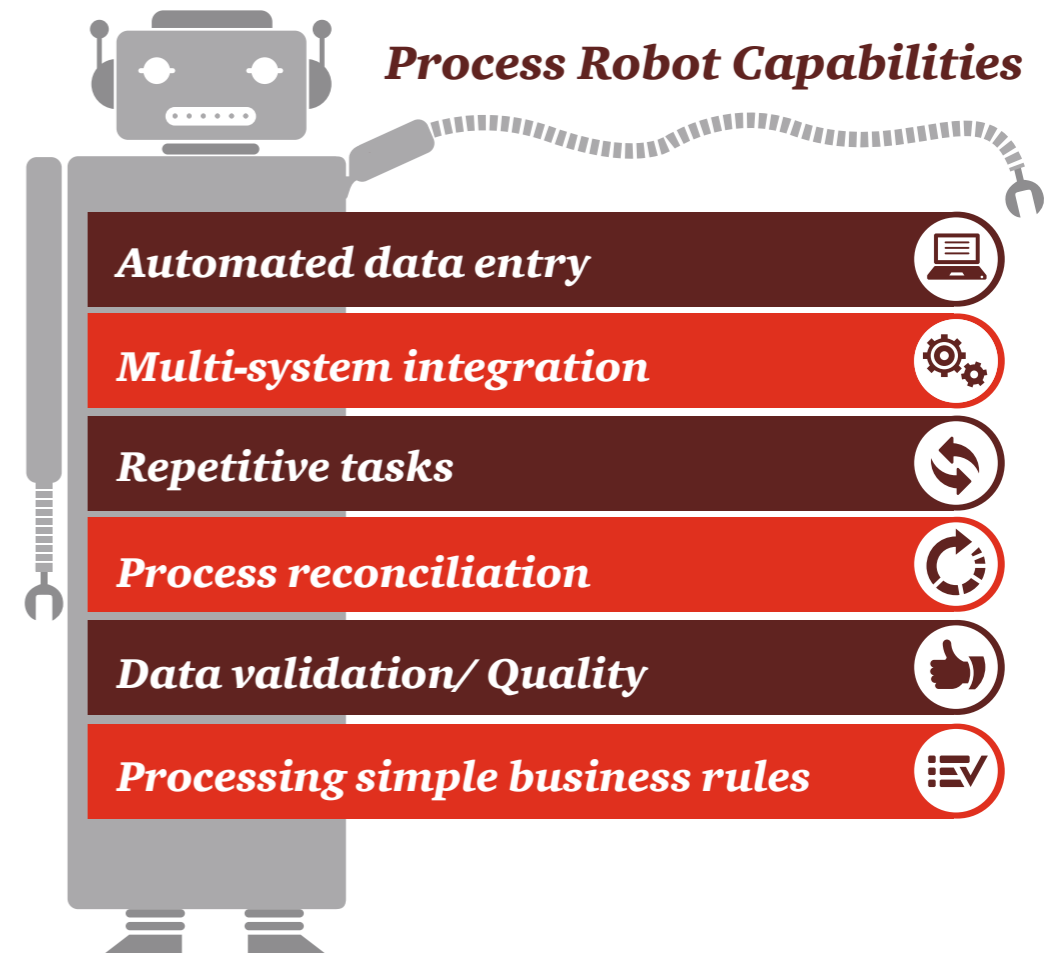 Process Robot Capabilities
Automated data entry
Multi-system integration
Repetitive tasks
Process reconciliation
Data validation/ Quality
Processing simple business rules